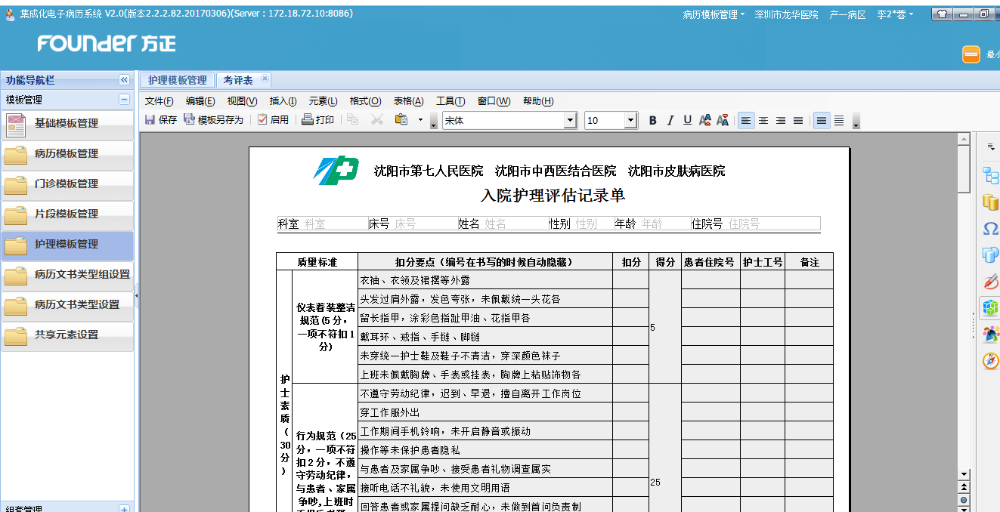 集成化电子病历系统 V2.0(版本2.2.2.82.20170306)(Server : 172.18.72.10:8086)
病历模板管理 深圳市龙华医院 产一病区 李2*蓉
FOUNDER 方正
最小
功能导航栏
模板管理
基础模板管理
病历模板管理
门诊模板管理
片段模板管理
护理模板管理
病历文书类型组设置
病历文书类型设置
共享元素设置
组套管理
护理模板管理 考评表
文件(F) 编辑(E) 视图(V) 插入(I) 元素(L) 格式(O) 表格(A) 工具(T) 窗口(W) 帮助(H)
保存 模板另存为 启用 打印 宋体 10 B I U
沈阳市第七人民医院 沈阳市中西医结合医院 沈阳市皮肤病医院
入院护理评估记录单
科室 科室 床号 床号 姓名 姓名 性别 性别 年龄 年龄 住院号 住院号
质量标准 扣分要点（编号在书写的时候自动隐藏） 扣分 得分 患者住院号 护士工号 备注
护士素质(30分)
仪表着装整洁
规范(5分，
一项不符扣1
分)
衣袖、衣领及裙摆等外露
头发过肩外露，发色夸张，未佩戴统一头花各
留长指甲，涂彩色指趾甲油、花指甲各
戴耳环、戒指、手链、脚链
未穿统一护士鞋及鞋子不清洁，穿深颜色袜子
上班未佩戴胸牌、手表或挂表，胸牌上粘贴饰物各
5
行为规范（25
分，一项不符
扣2分，不遵
守劳动纪律，
与患者、家属
争吵,上班时
不遵守劳动纪律，迟到、早退，擅自离开工作岗位
穿工作服外出
工作期间手机铃响，未开启静音或振动
操作等未保护患者隐私
与患者及家属争吵、接受患者礼物调查属实
接听电话不礼貌，未使用文明用语
回答患者或家属提问缺乏耐心，未做到首问负责制
25